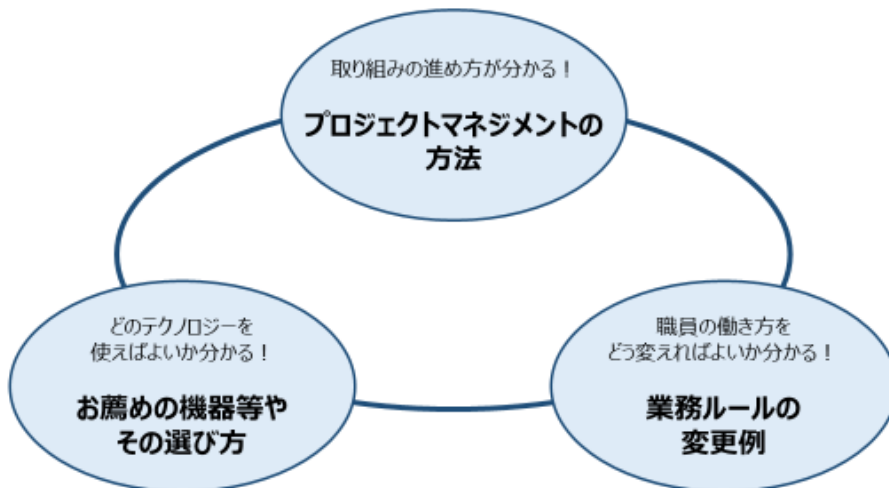 取り組みの進め方が分かる！
プロジェクトマネジメントの
方法
どのテクノロジーを
使えばよいか分かる！
お薦めの機器等や
その選び方
職員の働き方を
どう変えればよいか分かる！
業務ルールの
変更例